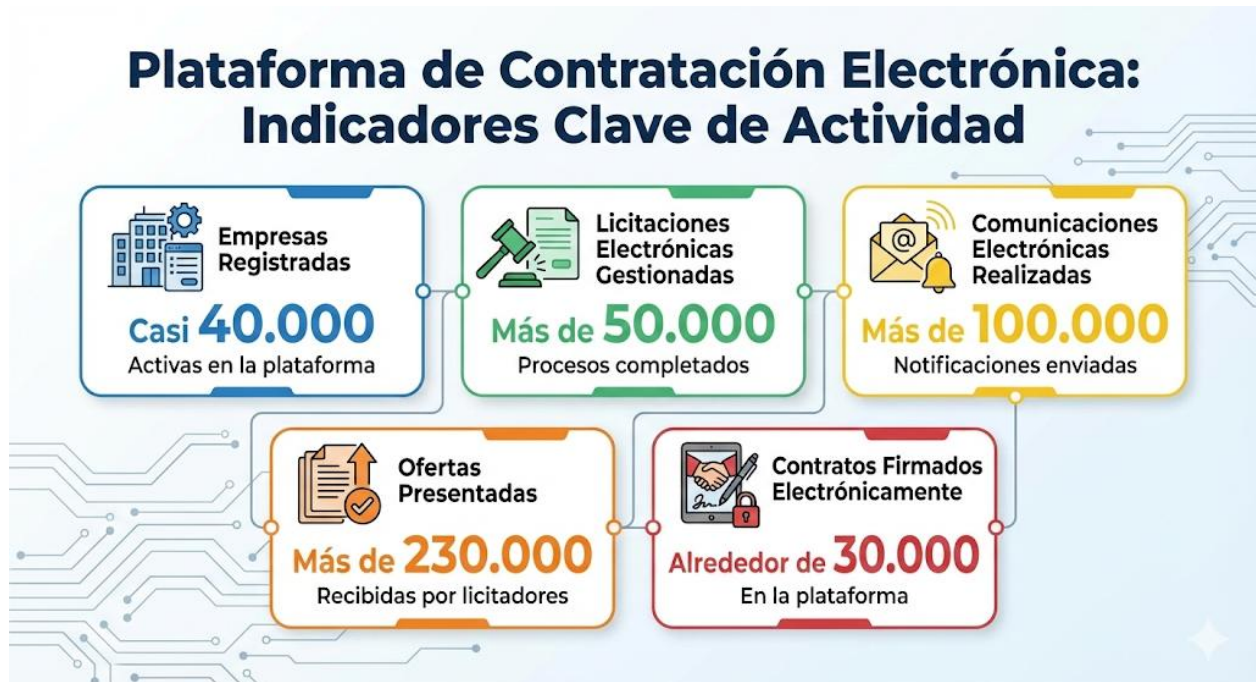 Plataforma de Contratación Electrónica:
Indicadores Clave de Actividad
Empresas
Registradas
Casi 40.000
Activas en la plataforma
Licitaciones
Electrónicas
Gestionadas
Más de 50.000
Procesos completados
@
Comunicaciones
Electrónicas
Realizadas
Más de 100.000
Notificaciones enviadas
Ofertas
Presentadas
Más de 230.000
Recibidas por licitadores
Contratos Firmados
Electrónicamente
Alrededor de 30.000
En la plataforma